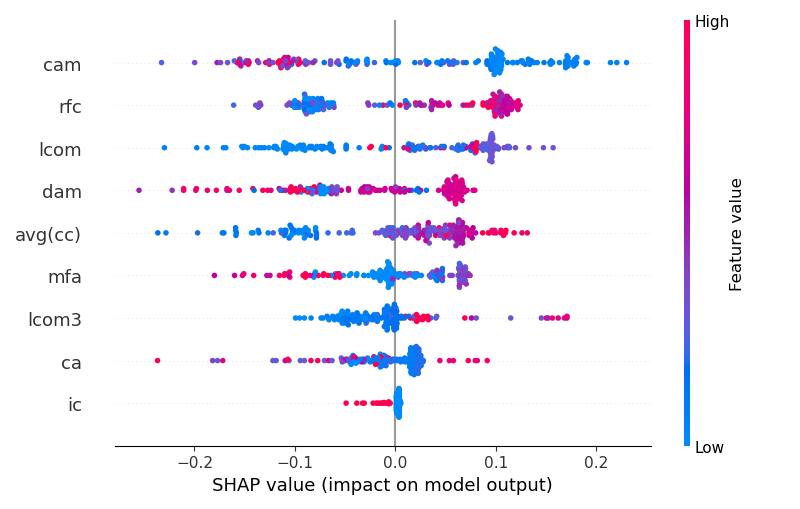 High
cam
rfc
lcom
dam
avg(cc)
mfa
lcom3
ca
ic
Feature value
Low
−0.2 −0.1 0.0 0.1 0.2
SHAP value (impact on model output)